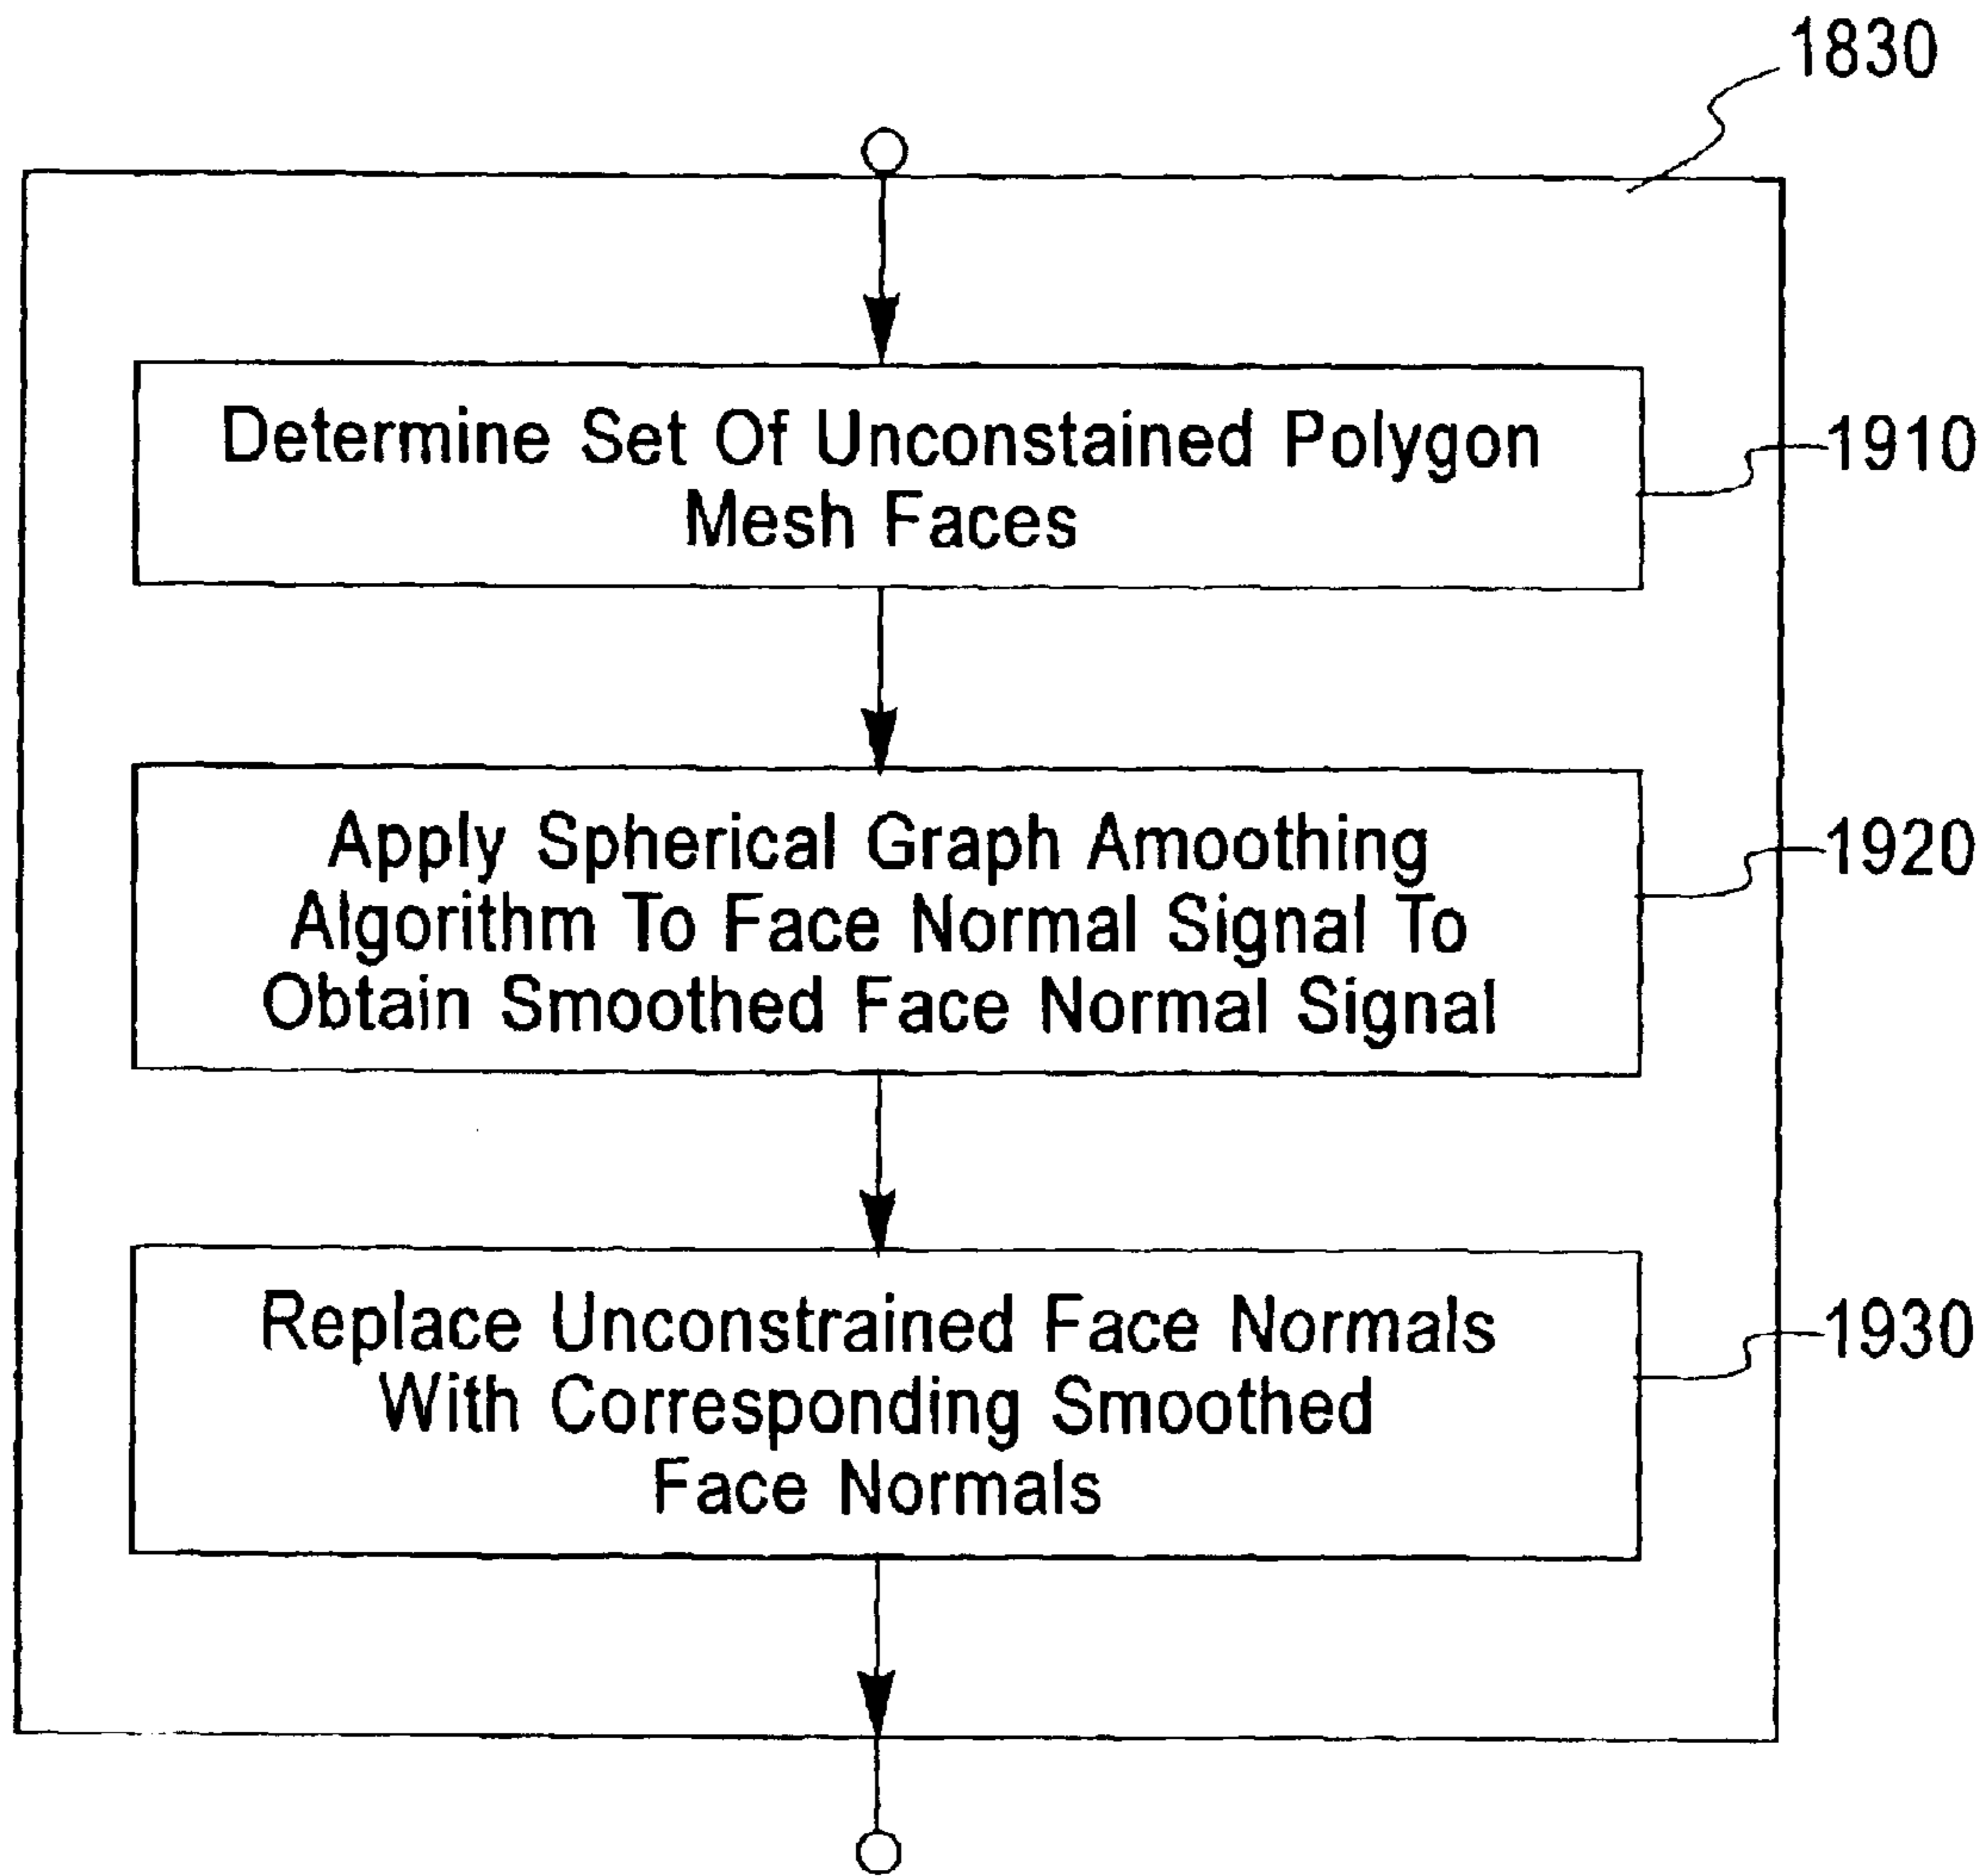 1830
Determine Set Of Unconstained Polygon
Mesh Faces
1910
Apply Spherical Graph Amoothing
Algorithm To Face Normal Signal To
Obtain Smoothed Face Normal Signal
1920
Replace Unconstrained Face Normals
With Corresponding Smoothed
Face Normals
1930